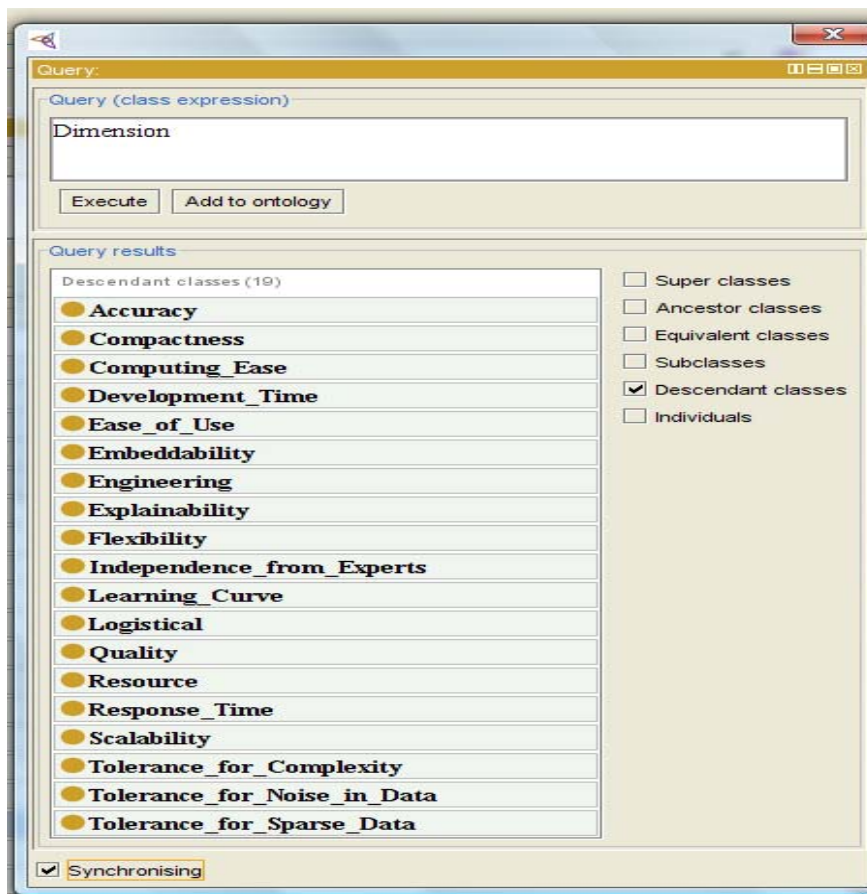 Query:
Query (class expression)
Dimension
Execute
Add to ontology
Query results
Descendant classes (19)
Accuracy
Compactness
Computing_Ease
Development_Time
Ease_of_Use
Embeddability
Engineering
Explainability
Flexibility
Independence_from_Experts
Learning_Curve
Logistical
Quality
Resource
Response_Time
Scalability
Tolerance_for_Complexity
Tolerance_for_Noise_in_Data
Tolerance_for_Sparse_Data
Super classes
Ancestor classes
Equivalent classes
Subclasses
Descendant classes
Individuals
Synchronising